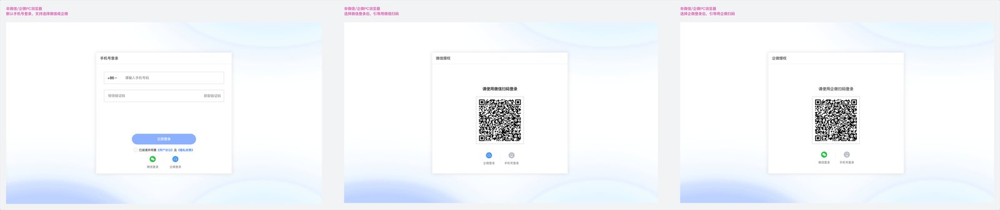 非微信/企微PC浏览器
默认手机号登录，支持选择微信或企微
手机号登录
+86
请输入手机号码
短信验证码
获取验证码
立即登录
已阅读并同意《用户协议》及《隐私政策》
微信登录
企微登录
非微信/企微PC浏览器
选择微信登录后，引导用微信扫码
微信授权
请使用微信扫码登录
企微登录
手机号登录
非微信/企微PC浏览器
选择企微登录后，引导用企微扫码
企微授权
请使用企微扫码登录
微信登录
手机号登录